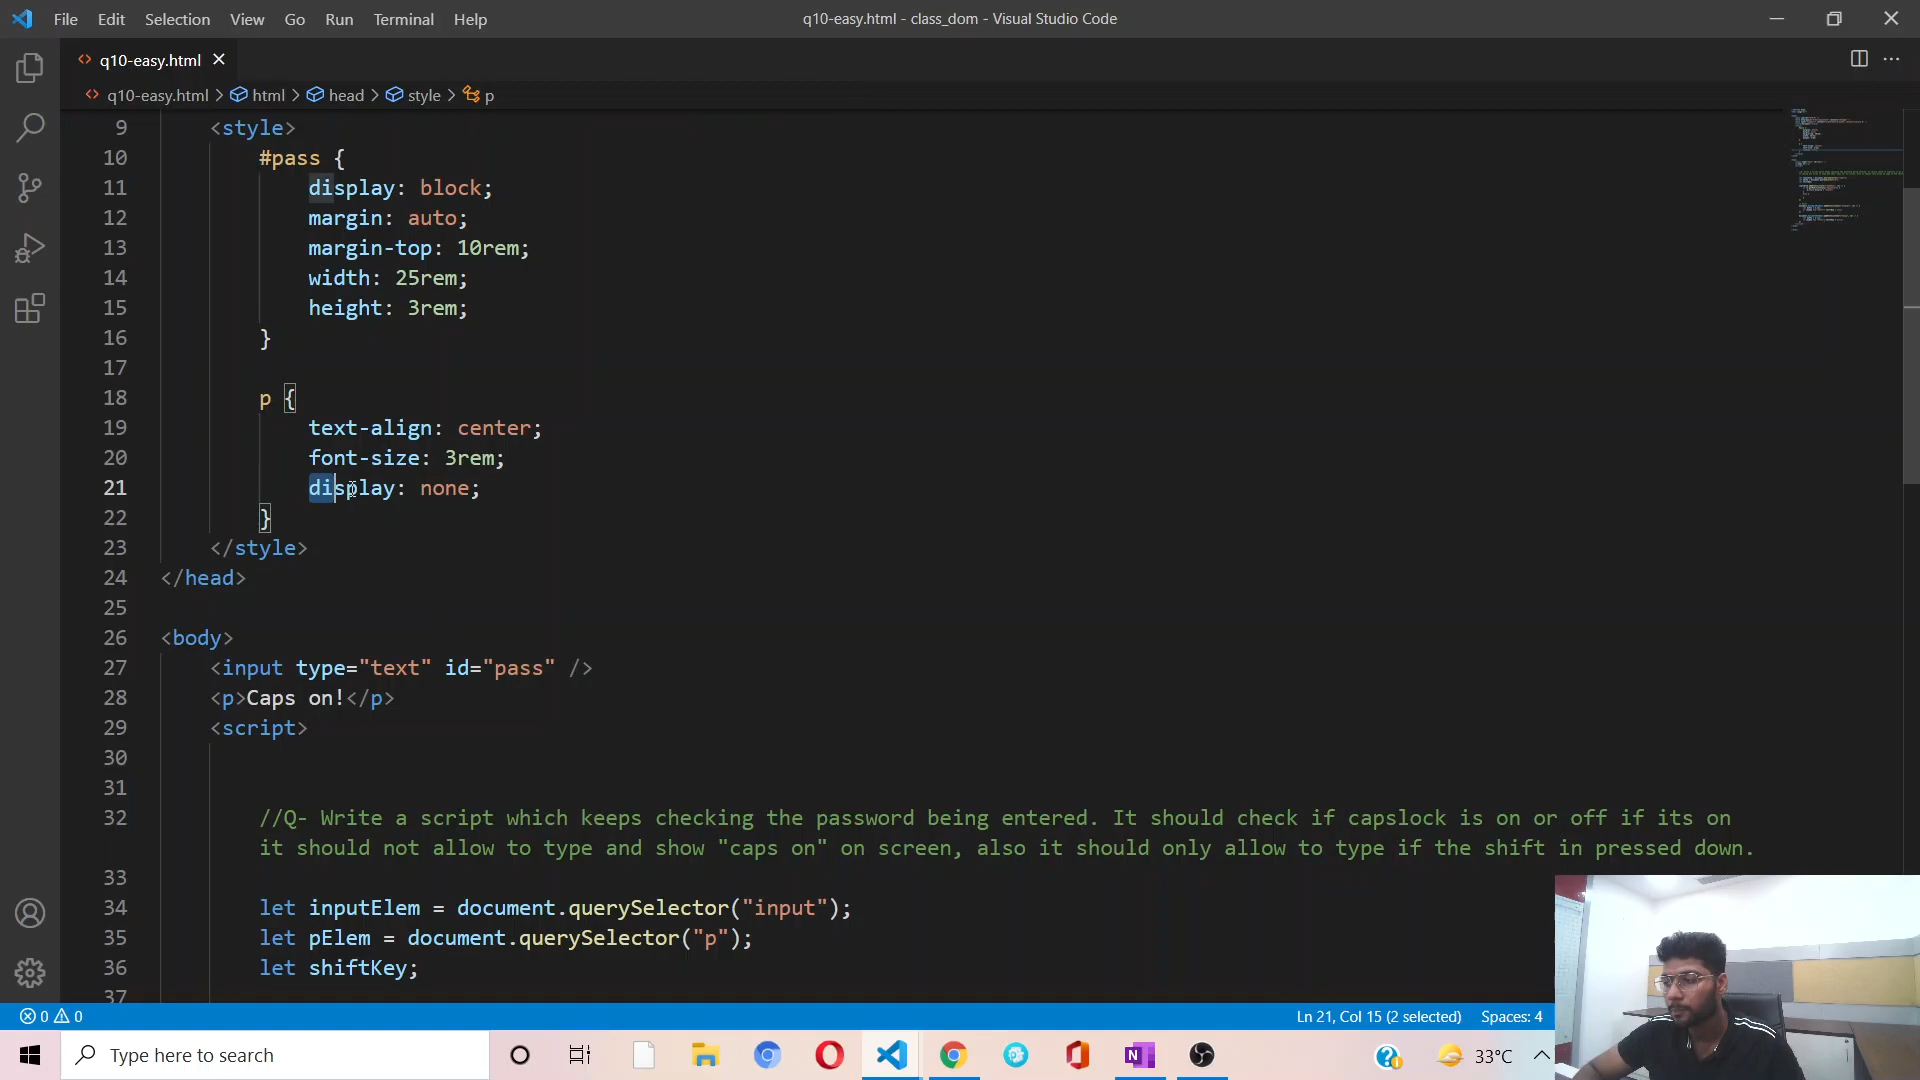 File Edit Selection View Go Run Terminal Help
q10-easy.html - class_dom - Visual Studio Code
q10-easy.html
q10-easy.html > html > head > style > p
9 <style>
10 #pass {
11 display: block;
12 margin: auto;
13 margin-top: 10rem;
14 width: 25rem;
15 height: 3rem;
16 }
17
18 p {
19 text-align: center;
20 font-size: 3rem;
21 display: none;
22 }
23 </style>
24 </head>
25
26 <body>
27 <input type="text" id="pass" />
28 <p>Caps on!</p>
29 <script>
30
31
32 //Q- Write a script which keeps checking the password being entered. It should check if capslock is on or off if its on
it should not allow to type and show "caps on" on screen, also it should only allow to type if the shift in pressed down.
33
34 let inputElem = document.querySelector("input");
35 let pElem = document.querySelector("p");
36 let shiftKey;
37
0 0
Ln 21, Col 15 (2 selected) Spaces: 4
Type here to search
33°C